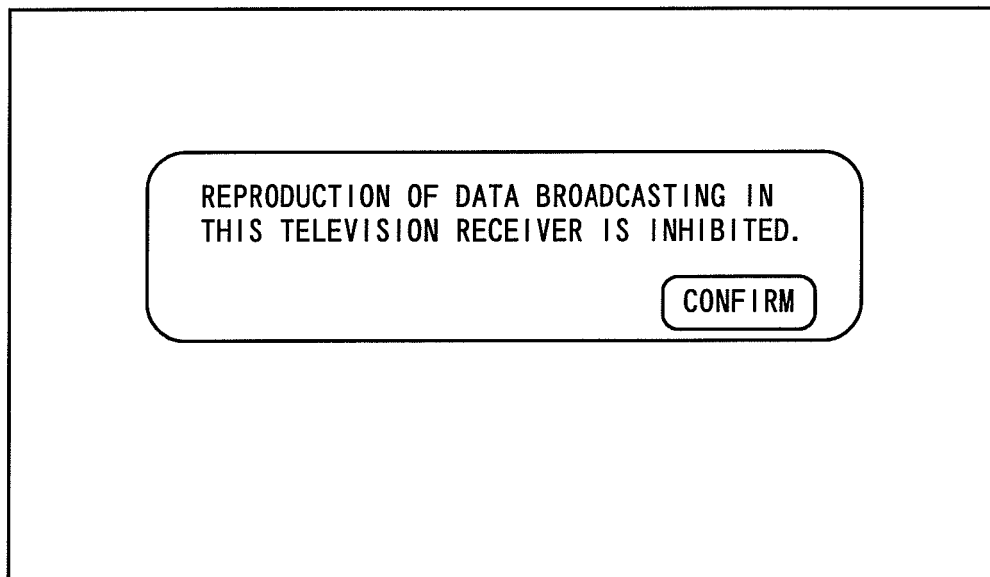 REPRODUCTION OF DATA BROADCASTING IN
THIS TELEVISION RECEIVER IS INHIBITED.
CONFIRM